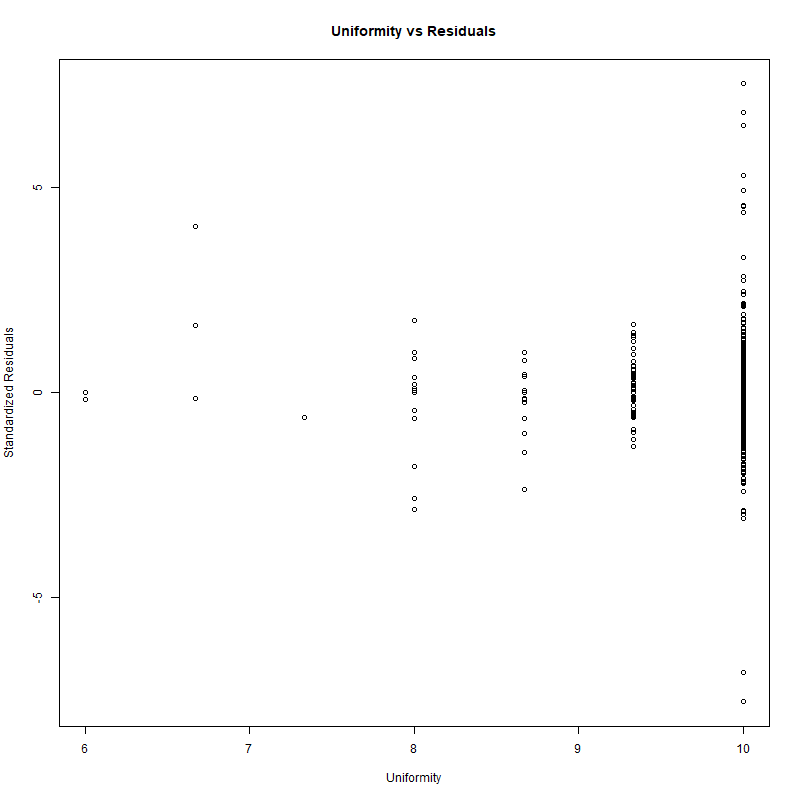 Uniformity vs Residuals
Standardized Residuals
5
0
-5
6 7 8 9 10
Uniformity